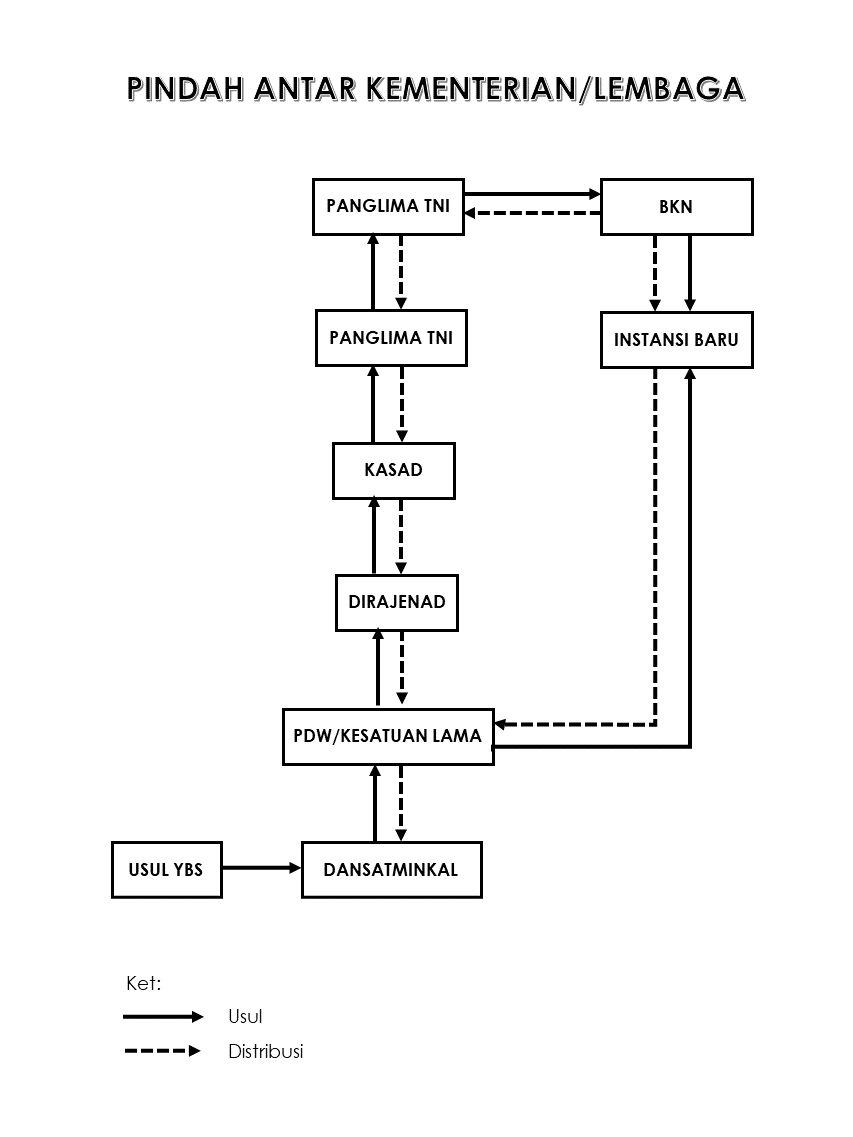 PINDAH ANTAR KEMENTERIAN/LEMBAGA
PANGLIMA TNI
BKN
PANGLIMA TNI
INSTANSI BARU
KASAD
DIRAJENAD
PDW/KESATUAN LAMA
USUL YBS
DANSATMINKAL
Ket:
Usul
Distribusi